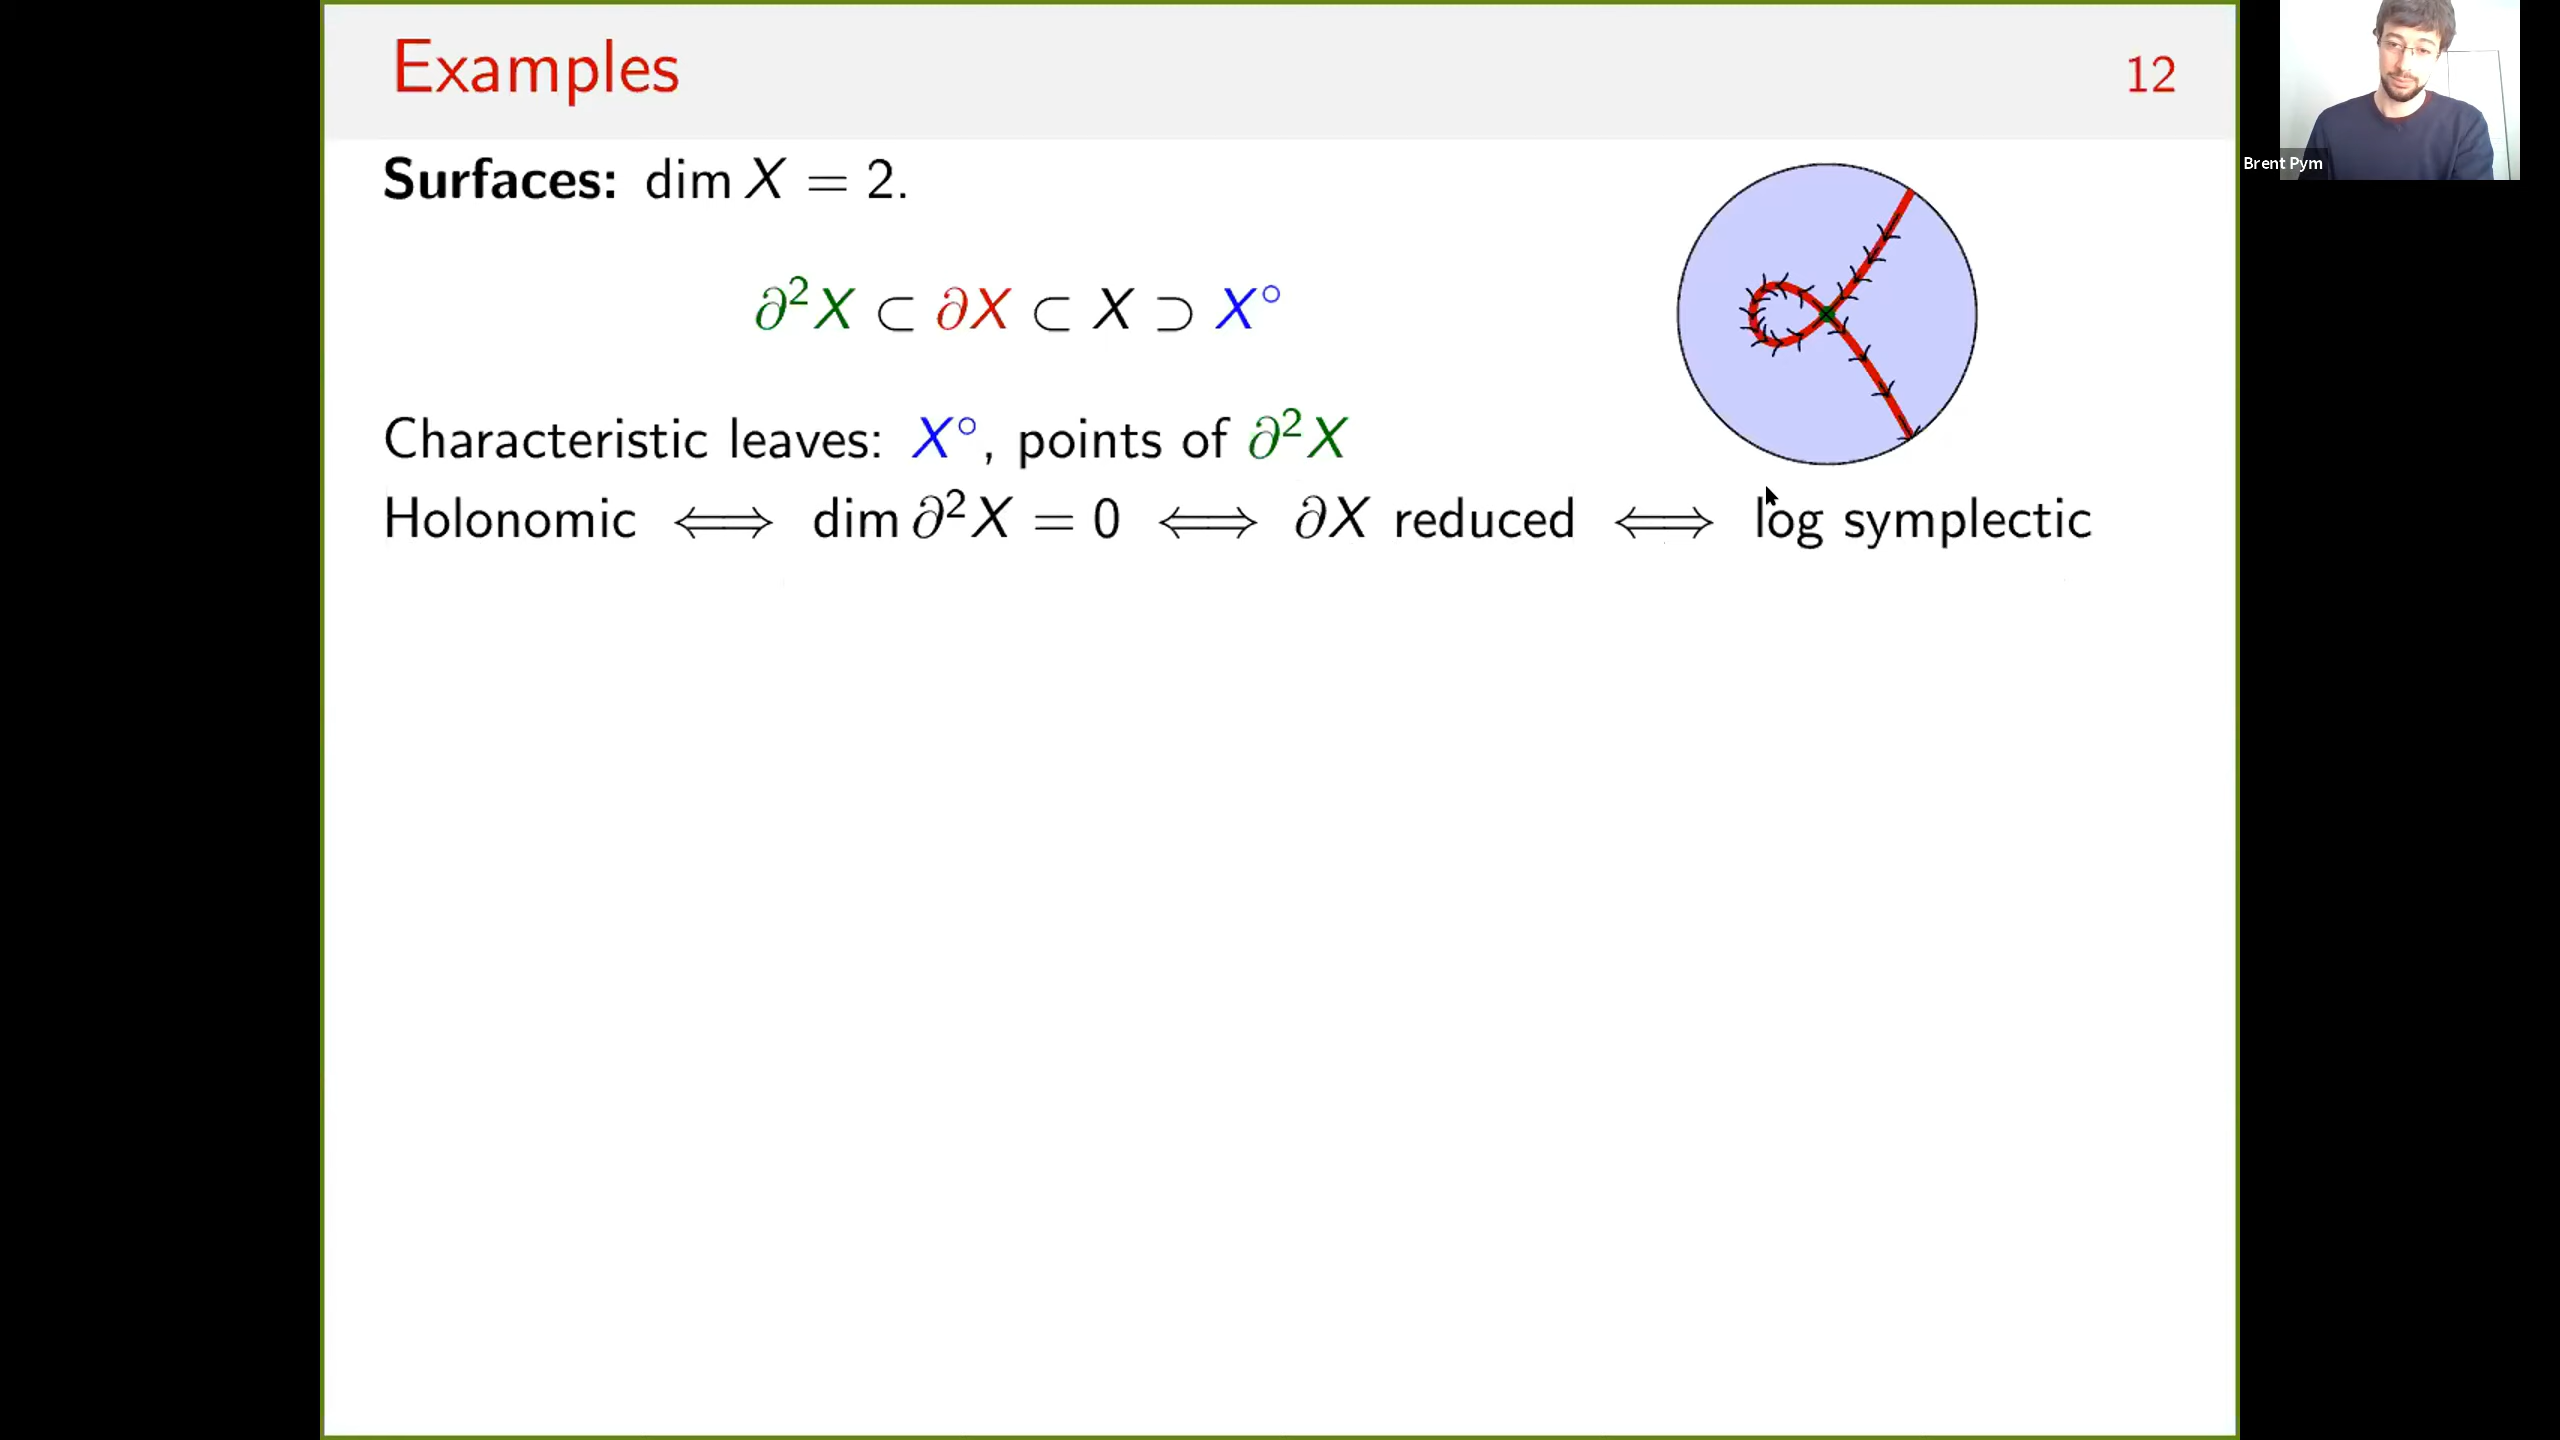 Examples
12
Surfaces: dim X = 2.
∂²X ⊂ ∂X ⊂ X ⊃ X°
Characteristic leaves: X°, points of ∂²X
Holonomic ⟺ dim ∂²X = 0 ⟺ ∂X reduced ⟺ log symplectic
Brent Pym